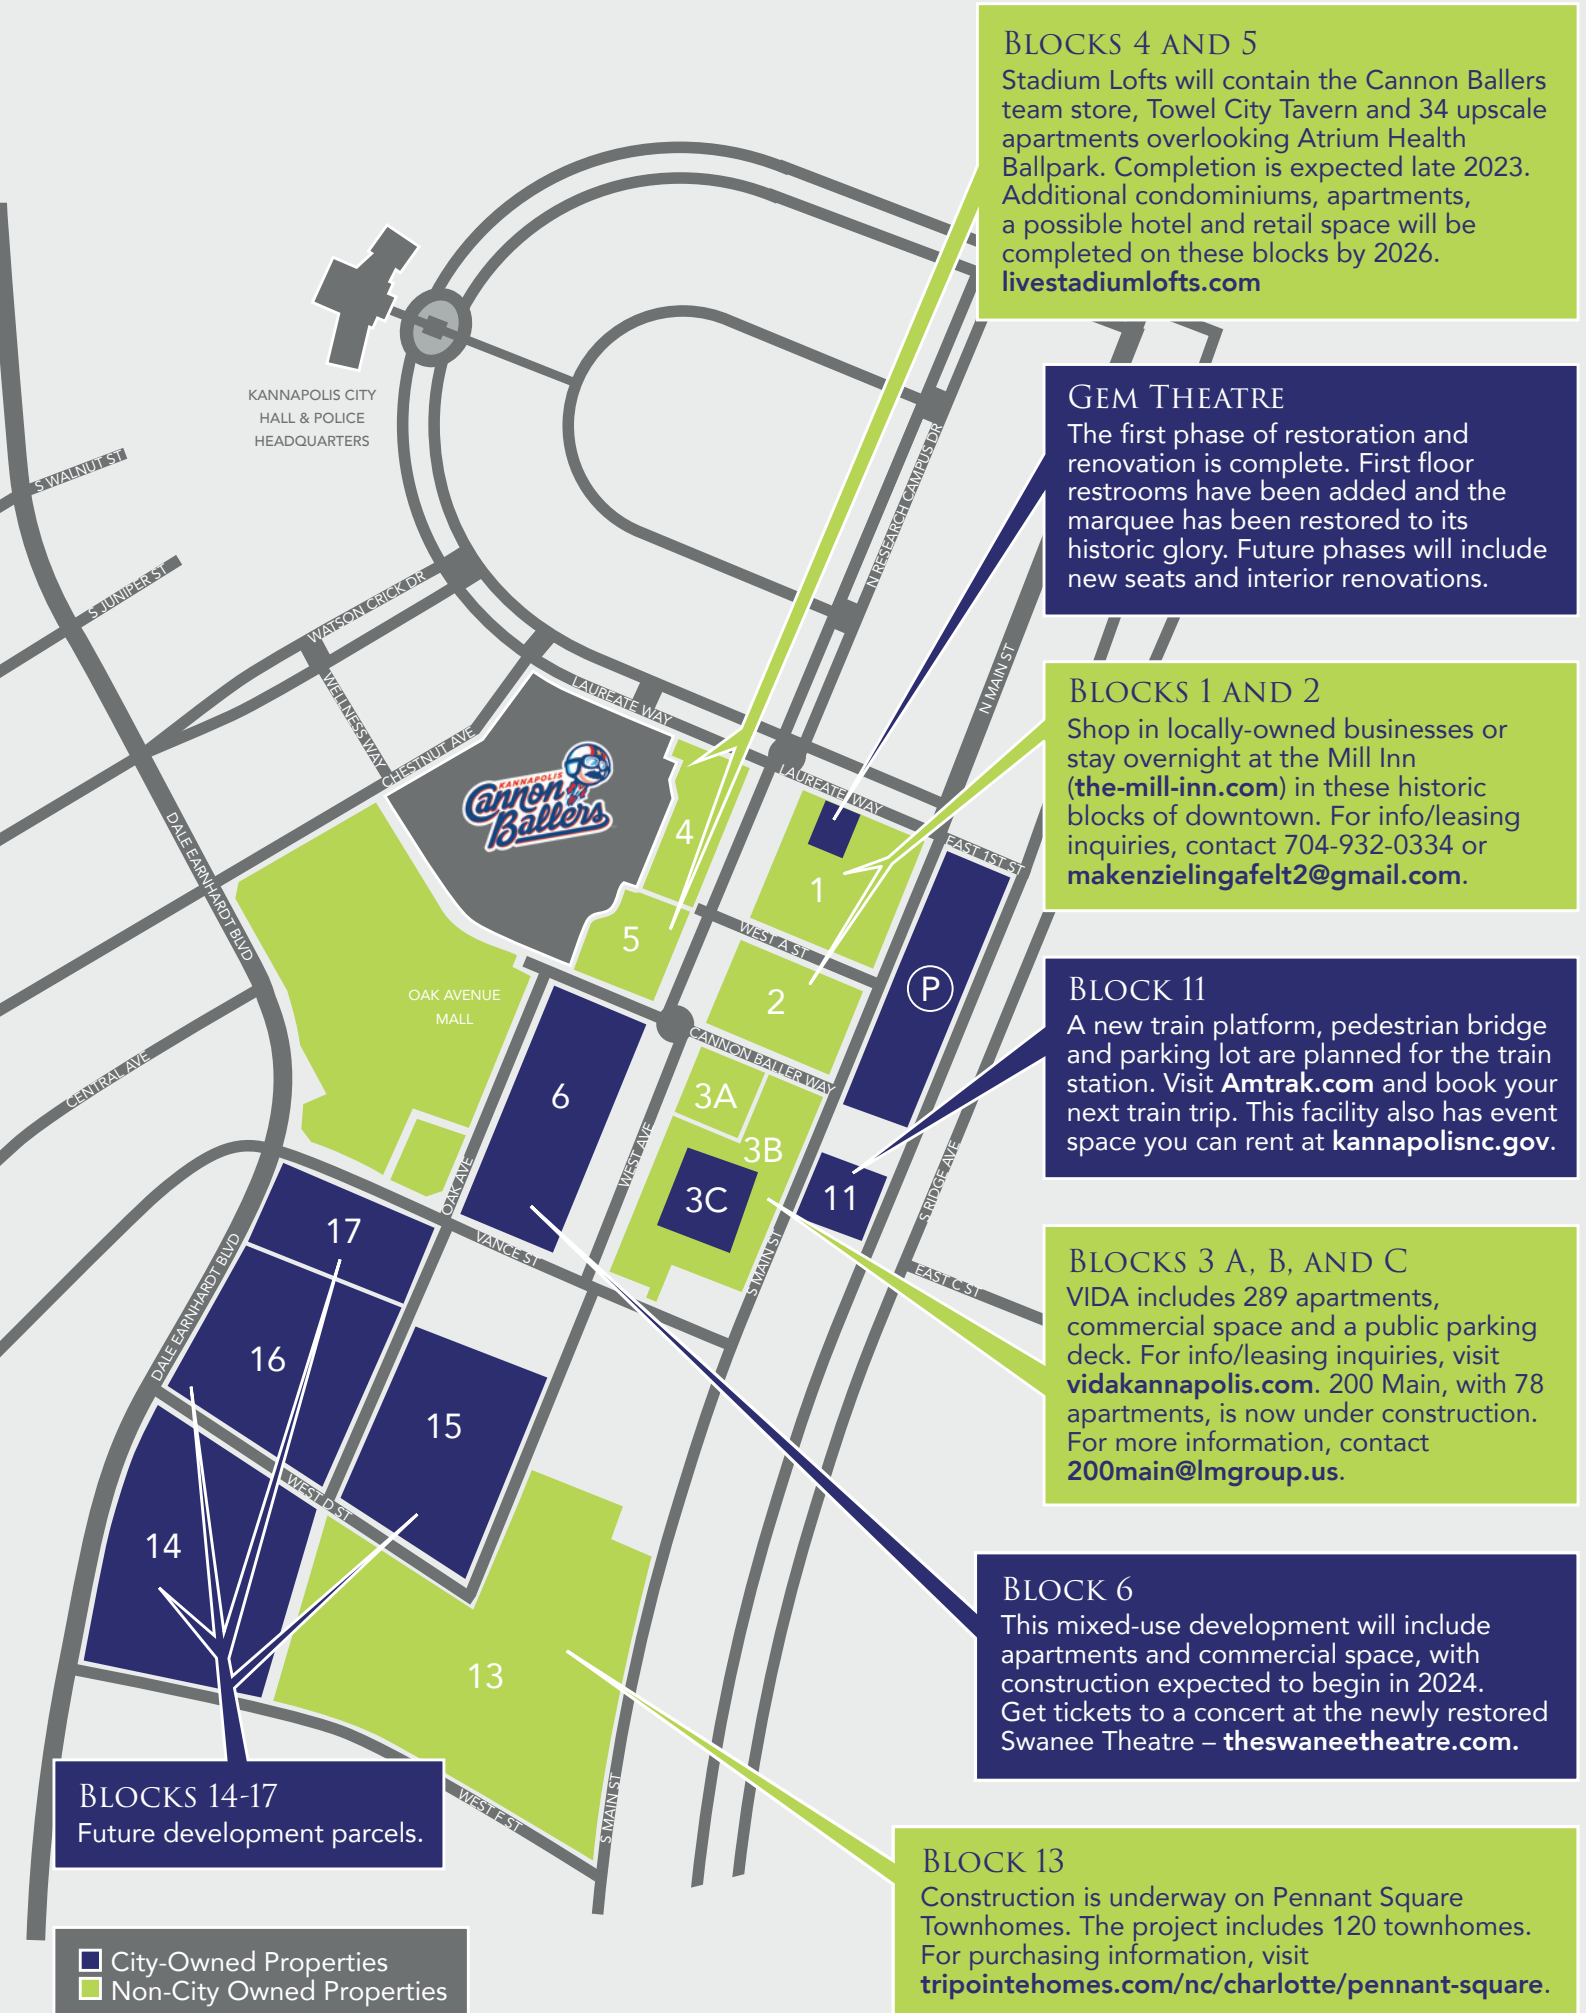 BLOCKS 4 AND 5
Stadium Lofts will contain the Cannon Ballers
team store, Towel City Tavern and 34 upscale
apartments overlooking Atrium Health
Ballpark. Completion is expected late 2023.
Additional condominiums, apartments,
a possible hotel and retail space will be
completed on these blocks by 2026.
livestadiumlofts.com
GEM THEATRE
The first phase of restoration and
renovation is complete. First floor
restrooms have been added and the
marquee has been restored to its
historic glory. Future phases will include
new seats and interior renovations.
BLOCKS 1 AND 2
Shop in locally-owned businesses or
stay overnight at the Mill Inn
(the-mill-inn.com) in these historic
blocks of downtown. For info/leasing
inquiries, contact 704-932-0334 or
makenzielingafelt2@gmail.com.
BLOCK 11
A new train platform, pedestrian bridge
and parking lot are planned for the train
station. Visit Amtrak.com and book your
next train trip. This facility also has event
space you can rent at kannapolisnc.gov.
BLOCKS 3 A, B, AND C
VIDA includes 289 apartments,
commercial space and a public parking
deck. For info/leasing inquiries, visit
vidakannapolis.com. 200 Main, with 78
apartments, is now under construction.
For more information, contact
200main@lmgroup.us.
BLOCK 6
This mixed-use development will include
apartments and commercial space, with
construction expected to begin in 2024.
Get tickets to a concert at the newly restored
Swanee Theatre – theswaneetheatre.com.
BLOCK 13
Construction is underway on Pennant Square
Townhomes. The project includes 120 townhomes.
For purchasing information, visit
tripointehomes.com/nc/charlotte/pennant-square.
BLOCKS 14-17
Future development parcels.
City-Owned Properties
Non-City Owned Properties
KANNAPOLIS CITY
HALL & POLICE
HEADQUARTERS
S WALNUT ST
S JUNIPER ST
WATSON CRICK DR
WELLNESS WAY
CHESTNUT AVE
LAUREATE WAY
N RESEARCH CAMPUS DR
N MAIN ST
LAUREATE WAY
EAST 1ST ST
DALE EARNHARDT BLVD
KANNAPOLIS
Cannon
Ballers
4
1
5
WEST A ST
P
OAK AVENUE
MALL
2
CANNON BALLER WAY
CENTRAL AVE
6
3A
3B
3C
11
WEST AVE
OAK AVE
S RIDGE AVE
S MAIN ST
VANCE ST
EAST C ST
17
DALE EARNHARDT BLVD
16
15
WEST D ST
14
13
WEST F ST
S MAIN ST